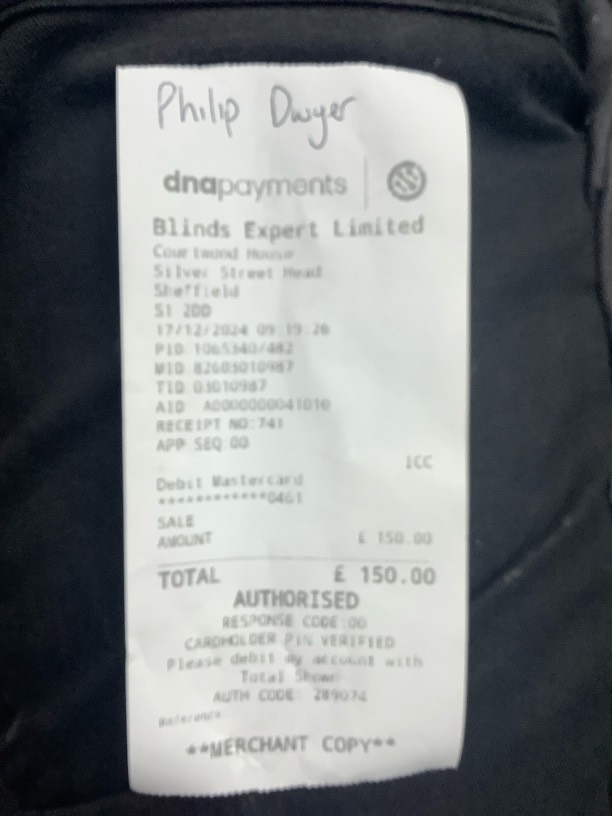 Philip Dwyer
dnapayments
Blinds Expert Limited
Courtwood House
Silver Street Head
Sheffield
S1 2DD
17/12/2024 09:19:26
PID:1065340/482
MID:82603010987
TID:03010987
AID: A0000000041010
RECEIPT NO:741
APP SEQ 00
ICC
Debit Mastercard
************0461
SALE
AMOUNT £ 150.00
TOTAL £ 150.00
AUTHORISED
RESPONSE CODE:00
CARDHOLDER PIN VERIFIED
Please debit my account with
Total Shown
AUTH CODE: 289074
Reference:
**MERCHANT COPY**